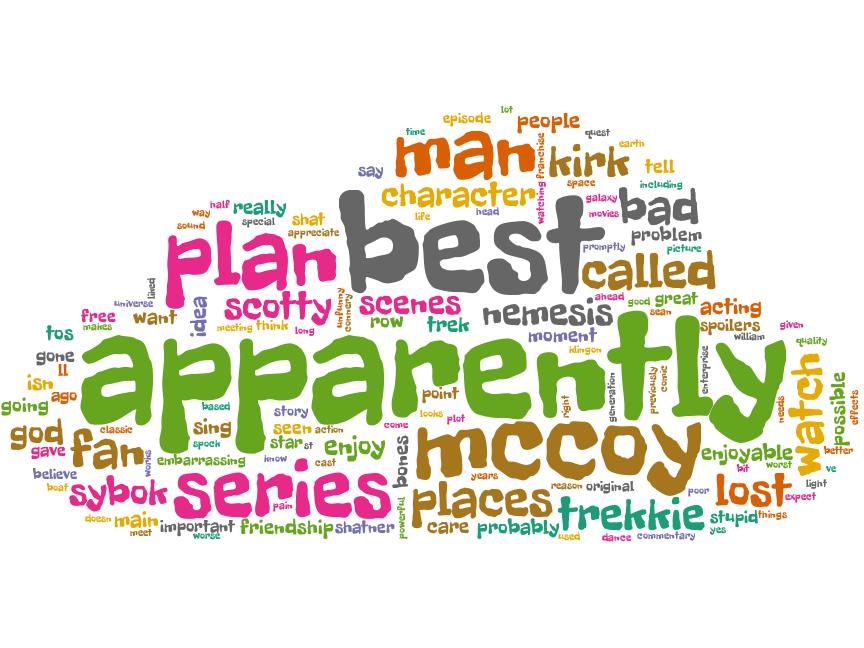 lot
episode
people
time
quest
man
franchise
earth
say
kirk
tell
space
including
character
watching
galaxy
bad
half
really
life
head
movies
way
special
shat
best
problem
sound
appreciate
promptly
picture
plan
called
liked
universe
idea
scotty
unfunny
connery
scenes
nemesis
ahead
good
great
acting
free
want
row
trek
sean
spoilers
given
tos
makes
meeting
think
long
moment
william
quality
gone
apparently
klingon
ll
isn
ago
point
right
generation
previously
comic
enterprise
watch
possible
effects
going
based
story
looks
plot
needs
god
classic
sing
seen
action
come
mccoy
gave
fan
spock
star
st
enjoy
bones
enjoyable
better
works
embarrassing
know
cast
bit
worst
ve
believe
years
light
boat
sybok
series
pain
powerful
places
reason
original
poor
lost
expect
doesn
main
important
friendship
shatner
care
probably
trekkie
stupid
things
meet
worse
used
dance
commentary
yes